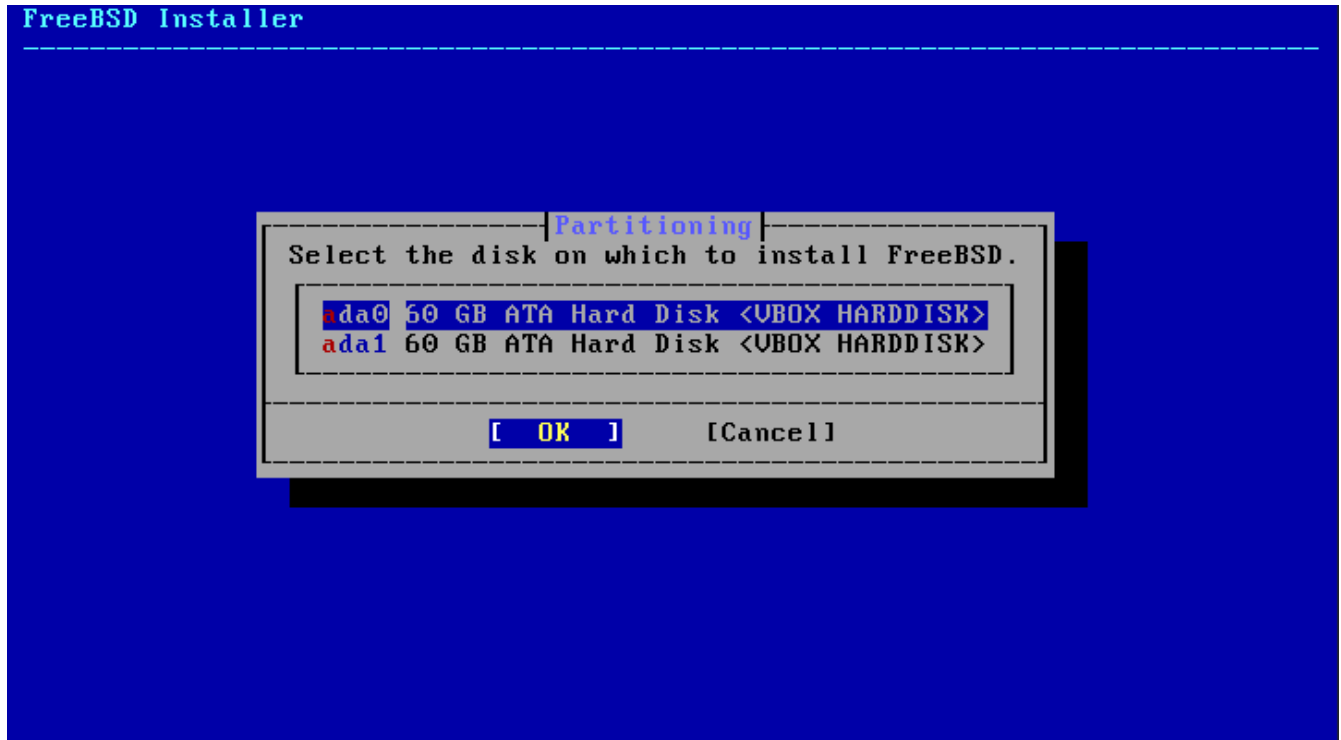 FreeBSD Installer
Partitioning
Select the disk on which to install FreeBSD.
ada0 60 GB ATA Hard Disk <VBOX HARDDISK>
ada1 60 GB ATA Hard Disk <VBOX HARDDISK>
[  OK  ] [Cancel]